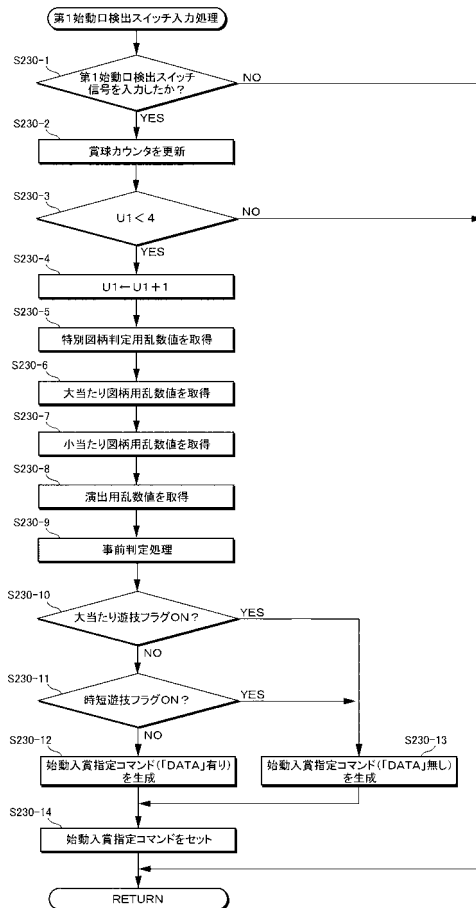 第1始動口検出スイッチ入力処理
S230-1
第1始動口検出スイッチ
信号を入力したか？
NO
YES
S230-2
賞球カウンタを更新
S230-3
U1＜4
NO
YES
S230-4
U1←U1＋1
S230-5
特別図柄判定用乱数値を取得
S230-6
大当たり図柄用乱数値を取得
S230-7
小当たり図柄用乱数値を取得
S230-8
演出用乱数値を取得
S230-9
事前判定処理
S230-10
大当たり遊技フラグON？
YES
NO
S230-11
時短遊技フラグON？
YES
NO
S230-12
始動入賞指定コマンド(「DATA」有り)
を生成
S230-13
始動入賞指定コマンド(「DATA」無し)
を生成
S230-14
始動入賞指定コマンドをセット
RETURN